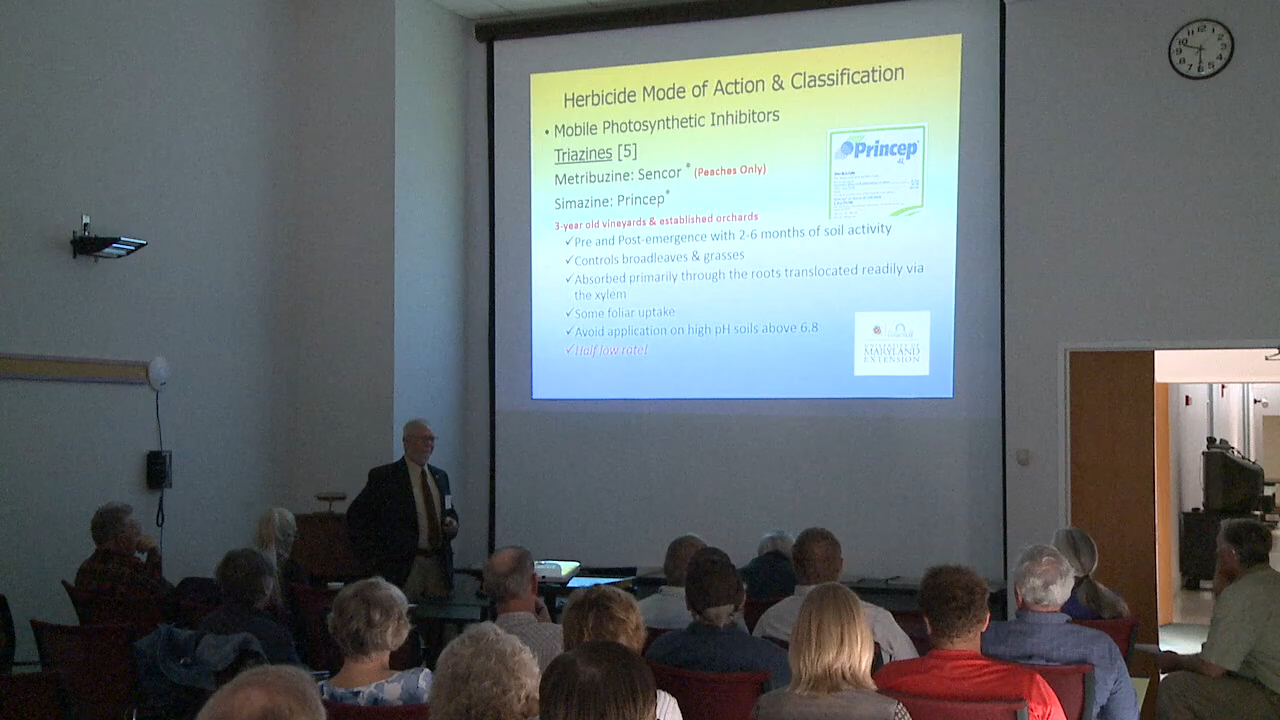 Herbicide Mode of Action & Classification
• Mobile Photosynthetic Inhibitors
Triazines [5]
Metribuzine: Sencor® (Peaches Only)
Simazine: Princep®
3-year old vineyards & established orchards
✓Pre and Post-emergence with 2-6 months of soil activity
✓Controls broadleaves & grasses
✓Absorbed primarily through the roots translocated readily via
the xylem
✓Some foliar uptake
✓Avoid application on high pH soils above 6.8
✓Half low rate!
Princep
UNIVERSITY OF
MARYLAND
EXTENSION